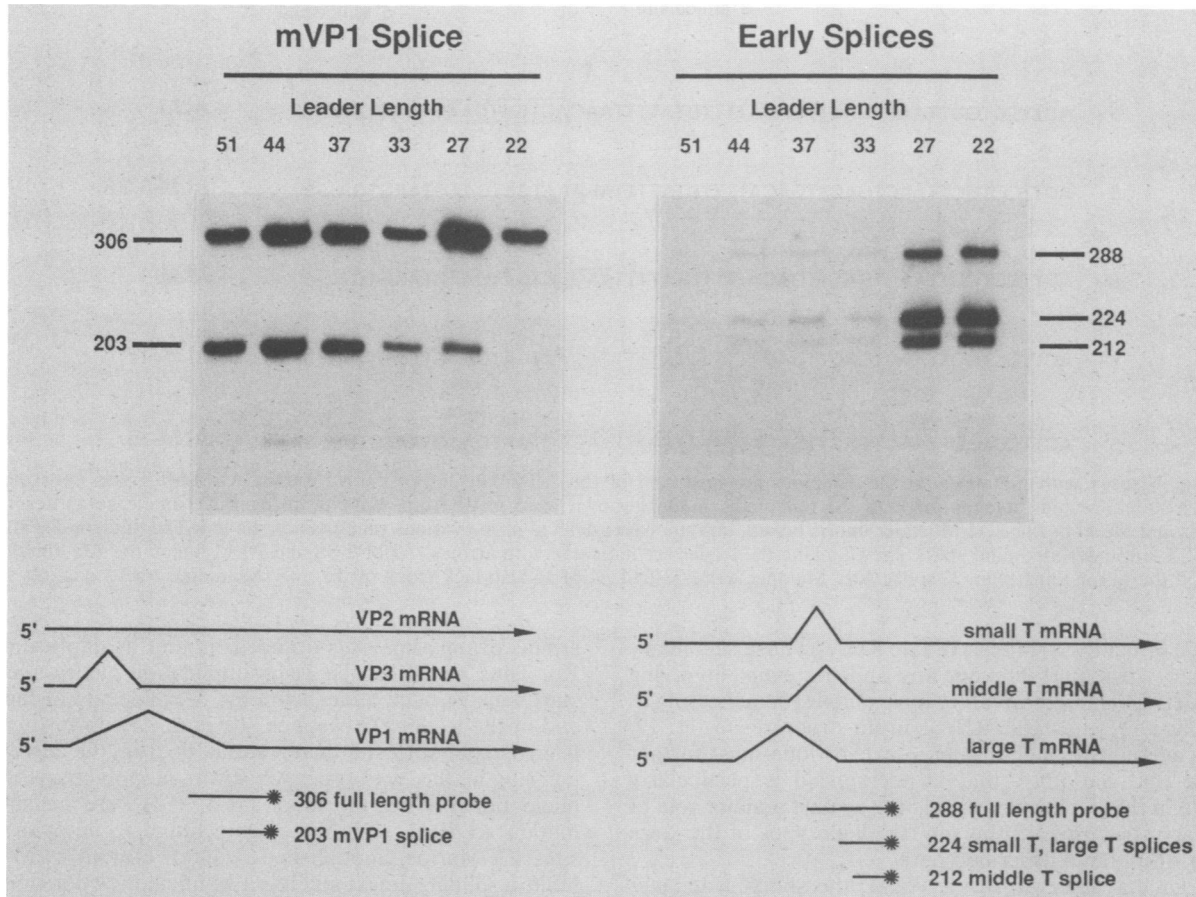 mVP1 Splice
Leader Length
51 44 37 33 27 22
306
203
Early Splices
Leader Length
51 44 37 33 27 22
288
224
212
5' VP2 mRNA
5' VP3 mRNA
5' VP1 mRNA
306 full length probe
203 mVP1 splice
5' small T mRNA
5' middle T mRNA
5' large T mRNA
288 full length probe
224 small T, large T splices
212 middle T splice